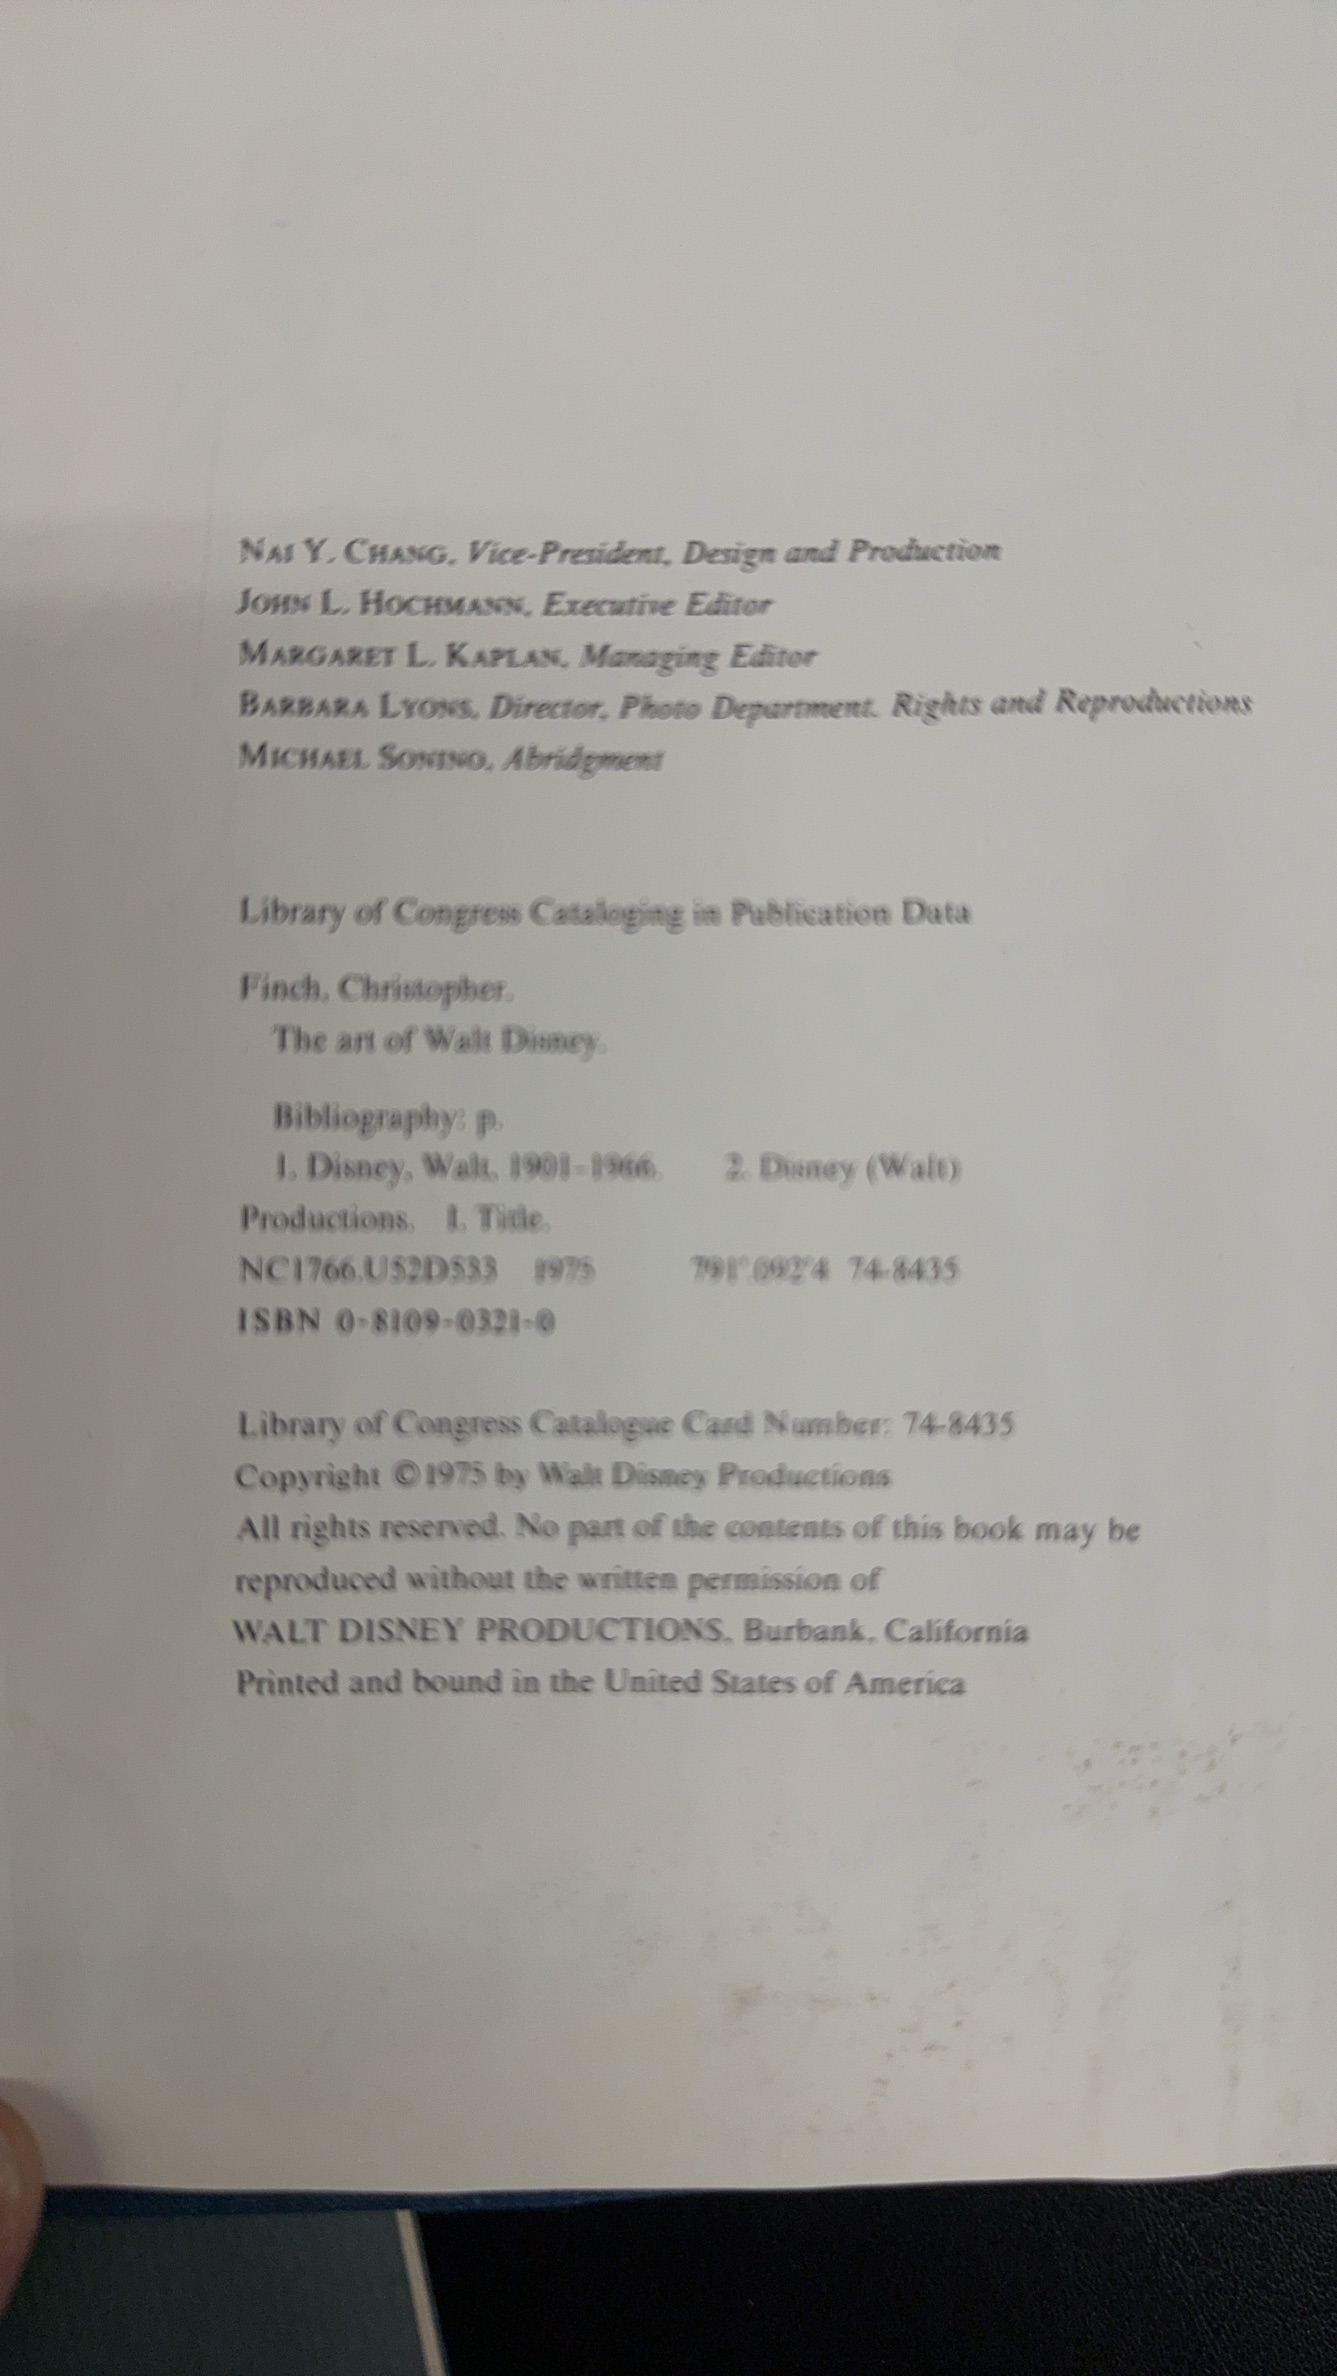 NAI Y. CHANG, Vice-President, Design and Production
JOHN L. HOCHMANN, Executive Editor
MARGARET L. KAPLAN, Managing Editor
BARBARA LYONS, Director, Photo Department, Rights and Reproductions
MICHAEL SONINO, Abridgment
Library of Congress Cataloging in Publication Data
Finch, Christopher.
The art of Walt Disney.
Bibliography: p.
1. Disney, Walt, 1901-1966. 2. Disney (Walt)
Productions. I. Title.
NC1766.U52D533 1975 791'.092'4 74-8435
ISBN 0-8109-0321-0
Library of Congress Catalogue Card Number: 74-8435
Copyright ©1975 by Walt Disney Productions
All rights reserved. No part of the contents of this book may be
reproduced without the written permission of
WALT DISNEY PRODUCTIONS, Burbank, California
Printed and bound in the United States of America